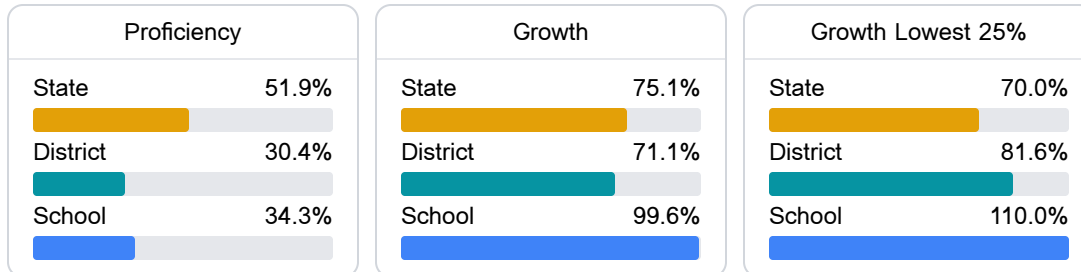 Proficiency
State 51.9%
District 30.4%
School 34.3%
Growth
State 75.1%
District 71.1%
School 99.6%
Growth Lowest 25%
State 70.0%
District 81.6%
School 110.0%